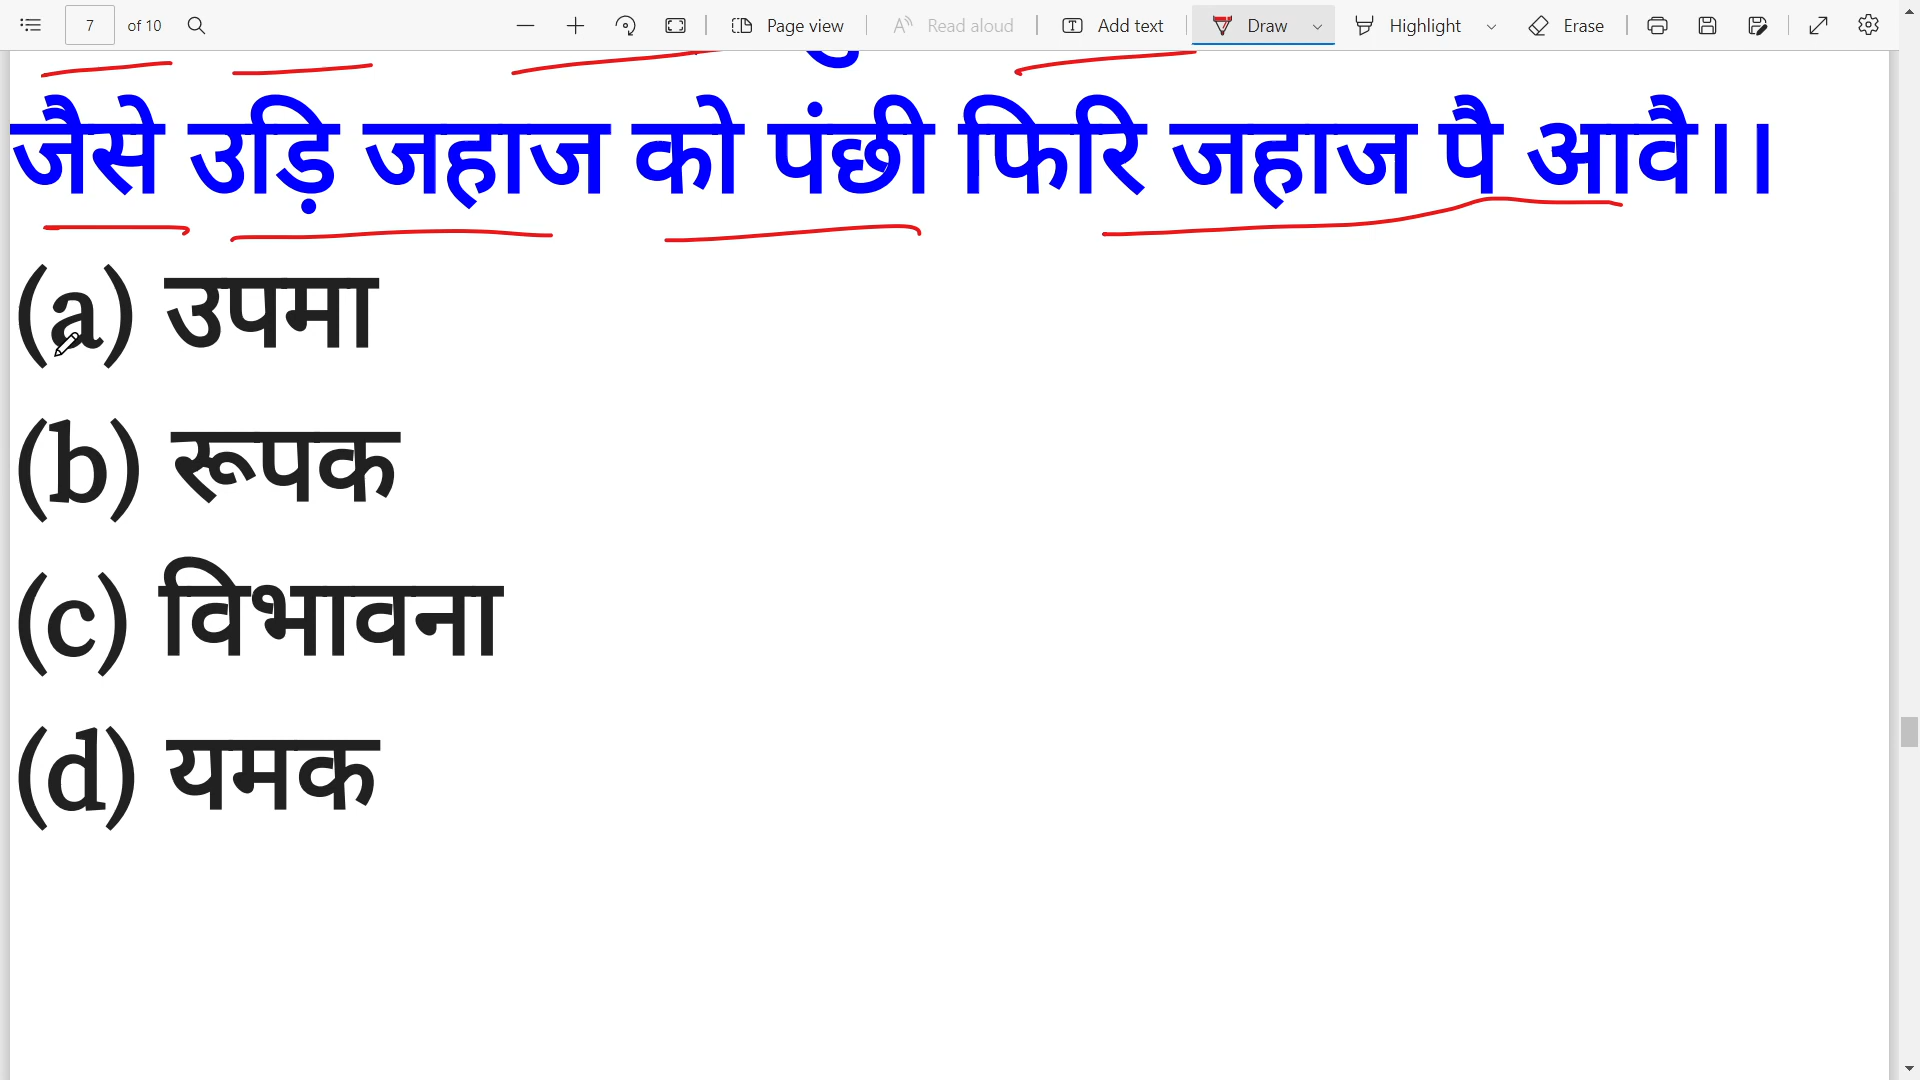 7 of 10 Page view Read aloud Add text Draw Highlight Erase
जैसे उड़ि जहाज को पंछी फिरि जहाज पै आवै।।
(a) उपमा
(b) रूपक
(c) विभावना
(d) यमक